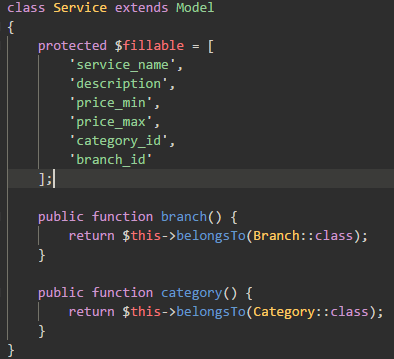 class Service extends Model
{
    protected $fillable = [
        'service_name',
        'description',
        'price_min',
        'price_max',
        'category_id',
        'branch_id'
    ];
    public function branch() {
        return $this->belongsTo(Branch::class);
    }
    public function category() {
        return $this->belongsTo(Category::class);
    }
}